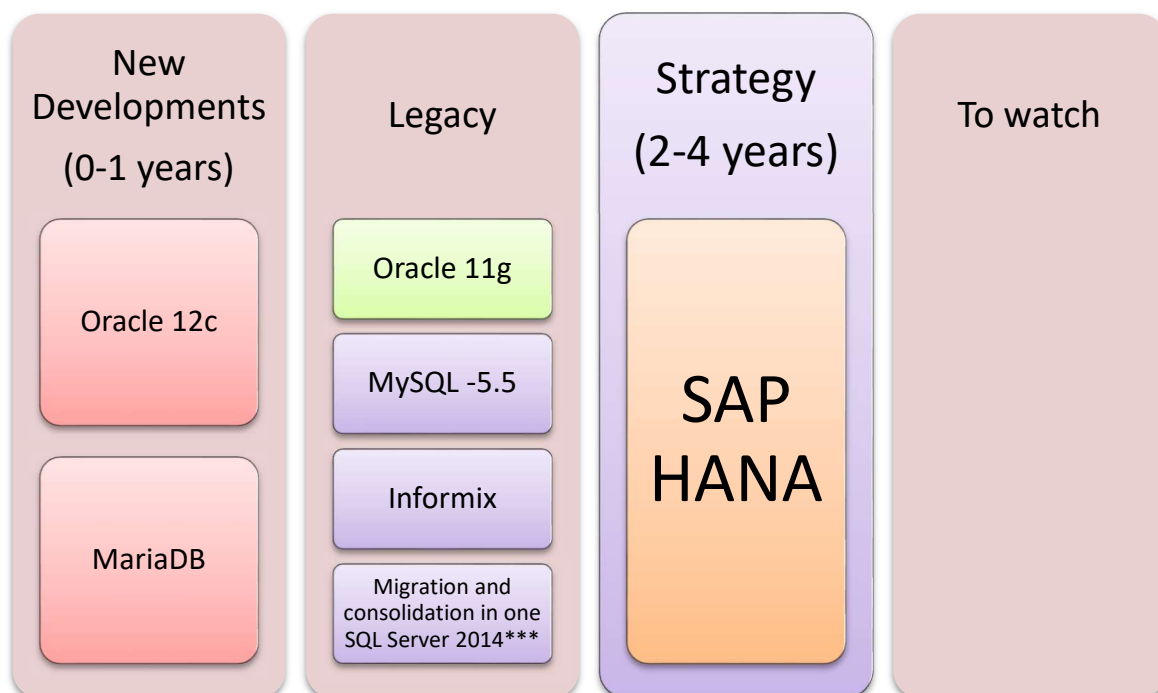 New
Developments
(0-1 years)
Oracle 12c
MariaDB
Legacy
Oracle 11g
MySQL -5.5
Informix
Migration and
consolidation in one
SQL Server 2014***
Strategy
(2-4 years)
SAP
HANA
To watch